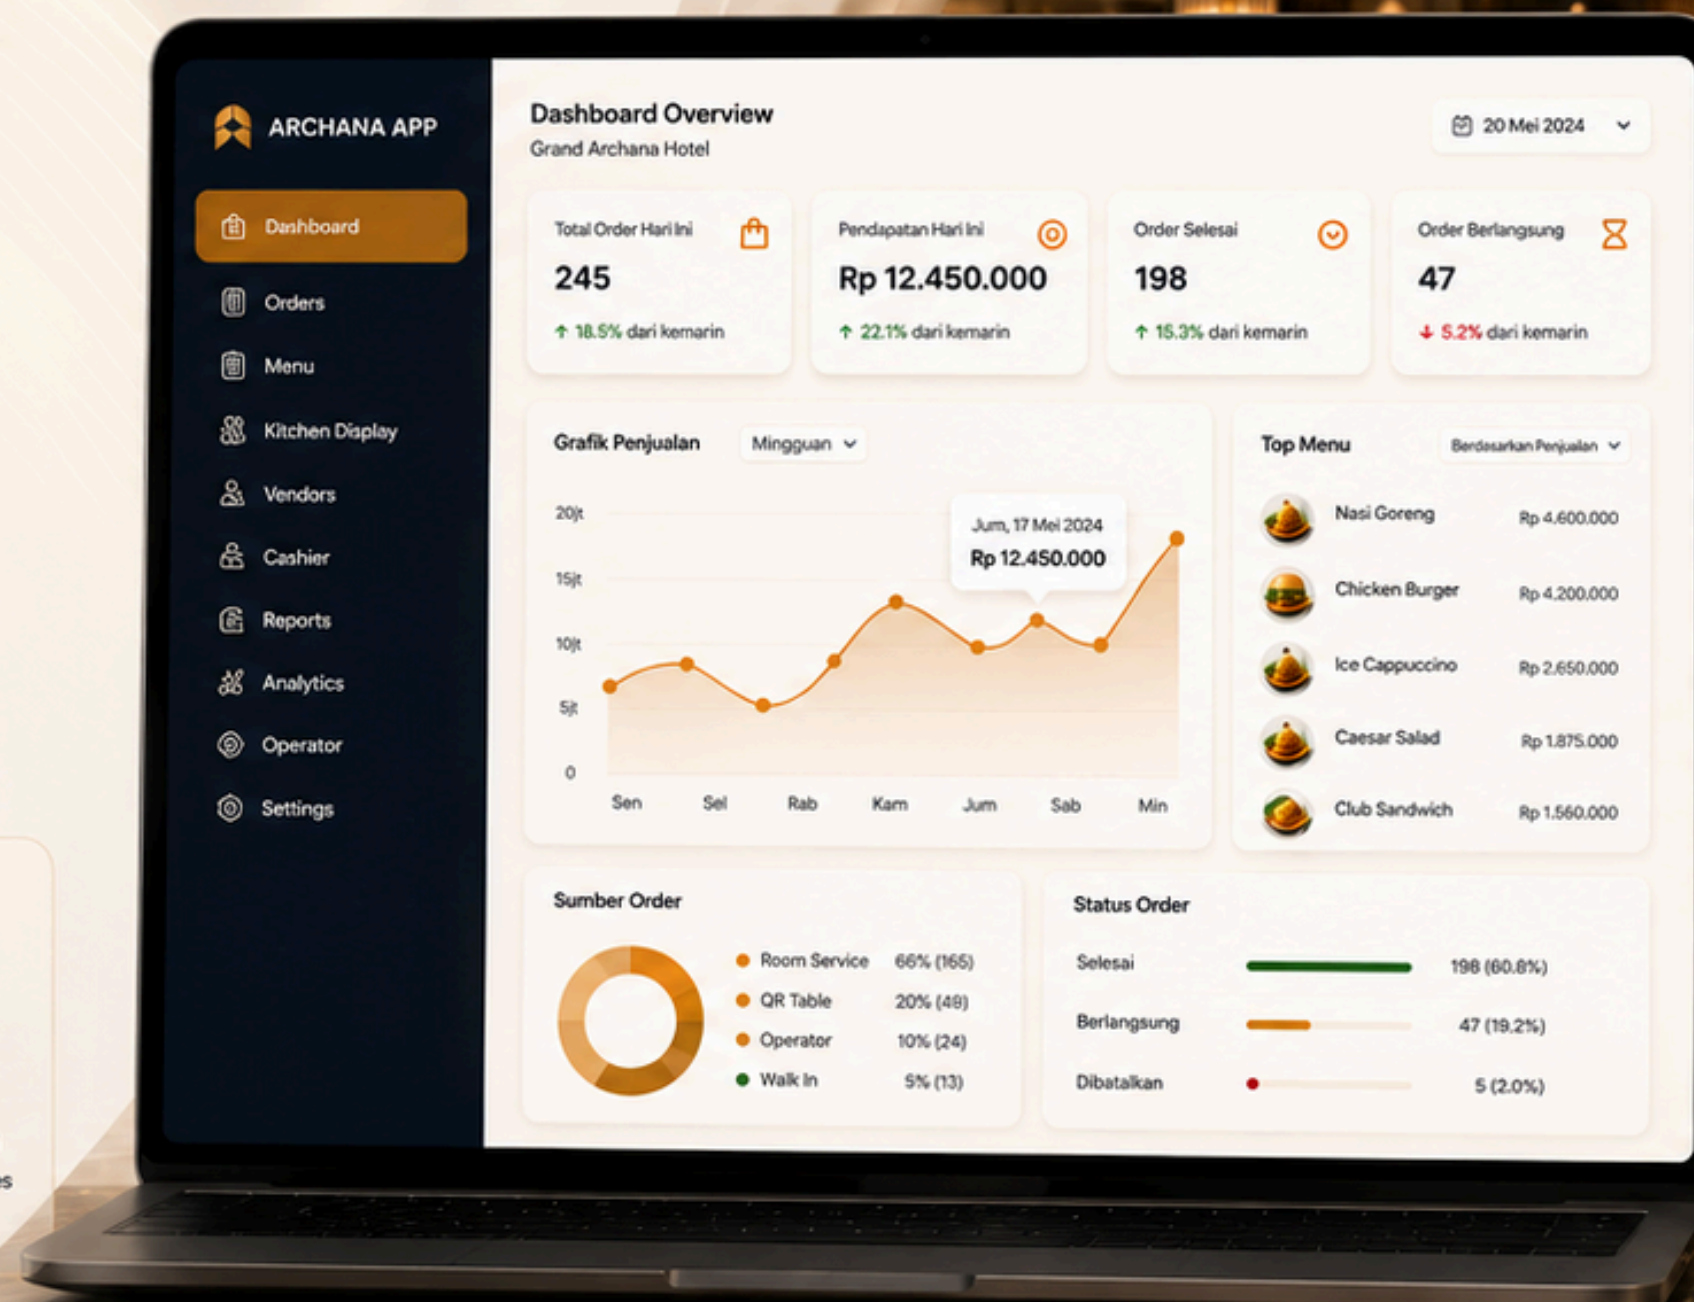 ARCHANA APP
Dashboard
Orders
Menu
Kitchen Display
Vendors
Cashier
Reports
Analytics
Operator
Settings
Dashboard Overview
Grand Archana Hotel
20 Mei 2024
Total Order Hari Ini
245
↑ 18.5% dari kemarin
Pendapatan Hari Ini
Rp 12.450.000
↑ 22.1% dari kemarin
Order Selesai
198
↑ 15.3% dari kemarin
Order Berlangsung
47
↓ 5.2% dari kemarin
Grafik Penjualan
Mingguan
20jt
15jt
10jt
5jt
0
Jum, 17 Mei 2024
Rp 12.450.000
Sen Sel Rab Kam Jum Sab Min
Top Menu
Berdasarkan Penjualan
Nasi Goreng Rp 4.600.000
Chicken Burger Rp 4.200.000
Ice Cappuccino Rp 2.650.000
Caesar Salad Rp 1.875.000
Club Sandwich Rp 1.560.000
Sumber Order
Room Service 66% (165)
QR Table 20% (49)
Operator 10% (24)
Walk In 5% (13)
Status Order
Selesai 198 (60.8%)
Berlangsung 47 (19.2%)
Dibatalkan 5 (2.0%)